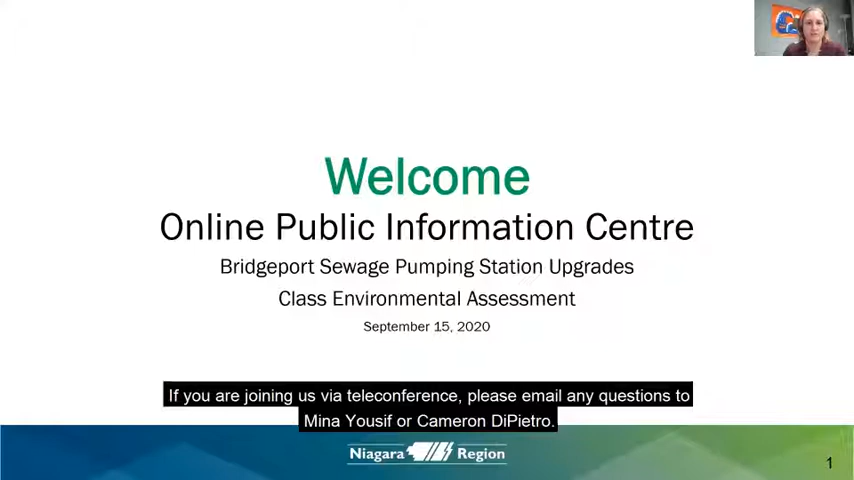 Welcome
Online Public Information Centre
Bridgeport Sewage Pumping Station Upgrades
Class Environmental Assessment
September 15, 2020
If you are joining us via teleconference, please email any questions to
Mina Yousif or Cameron DiPietro.
Niagara Region
1